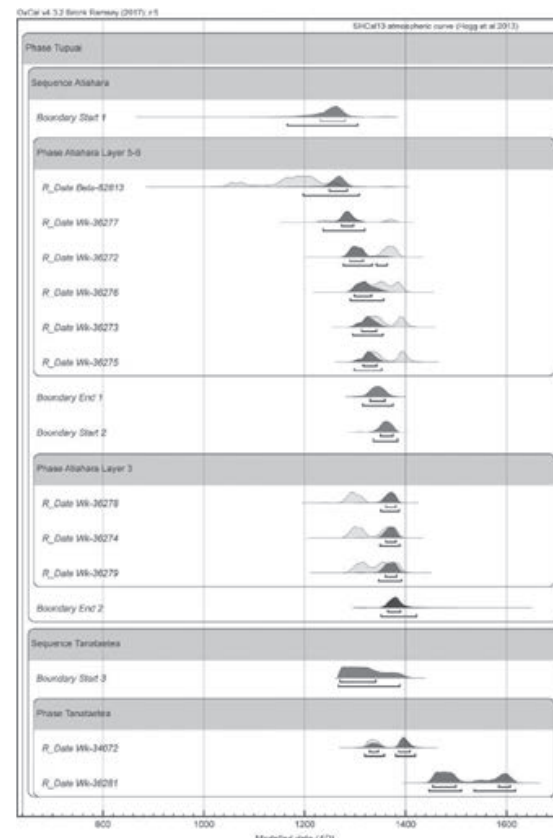 OxCal v4.3.2 Bronk Ramsey (2017); r:5
SHCal13 atmospheric curve (Hogg et al 2013)
Phase Tupuai
Sequence Atiahara
Boundary Start 1
Phase Atiahara Layer 5-6
R_Date Beta-82813
R_Date Wk-36277
R_Date Wk-36272
R_Date Wk-36276
R_Date Wk-36273
R_Date Wk-36275
Boundary End 1
Boundary Start 2
Phase Atiahara Layer 3
R_Date Wk-36278
R_Date Wk-36274
R_Date Wk-36279
Boundary End 2
Sequence Tanataetea
Boundary Start 3
Phase Tanataetea
R_Date Wk-34072
R_Date Wk-36281
800 1000 1200 1400 1600
Modelled date (AD)